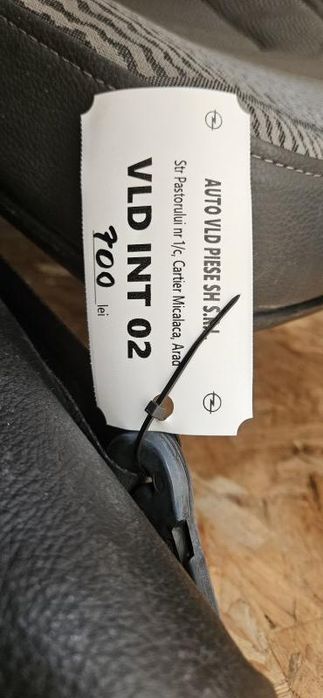 AUTO VLD PIESE SH S.R.L.
Str Pastorului nr 1/c, Cartier Micalaca, Arad
VLD INT 02
700 lei